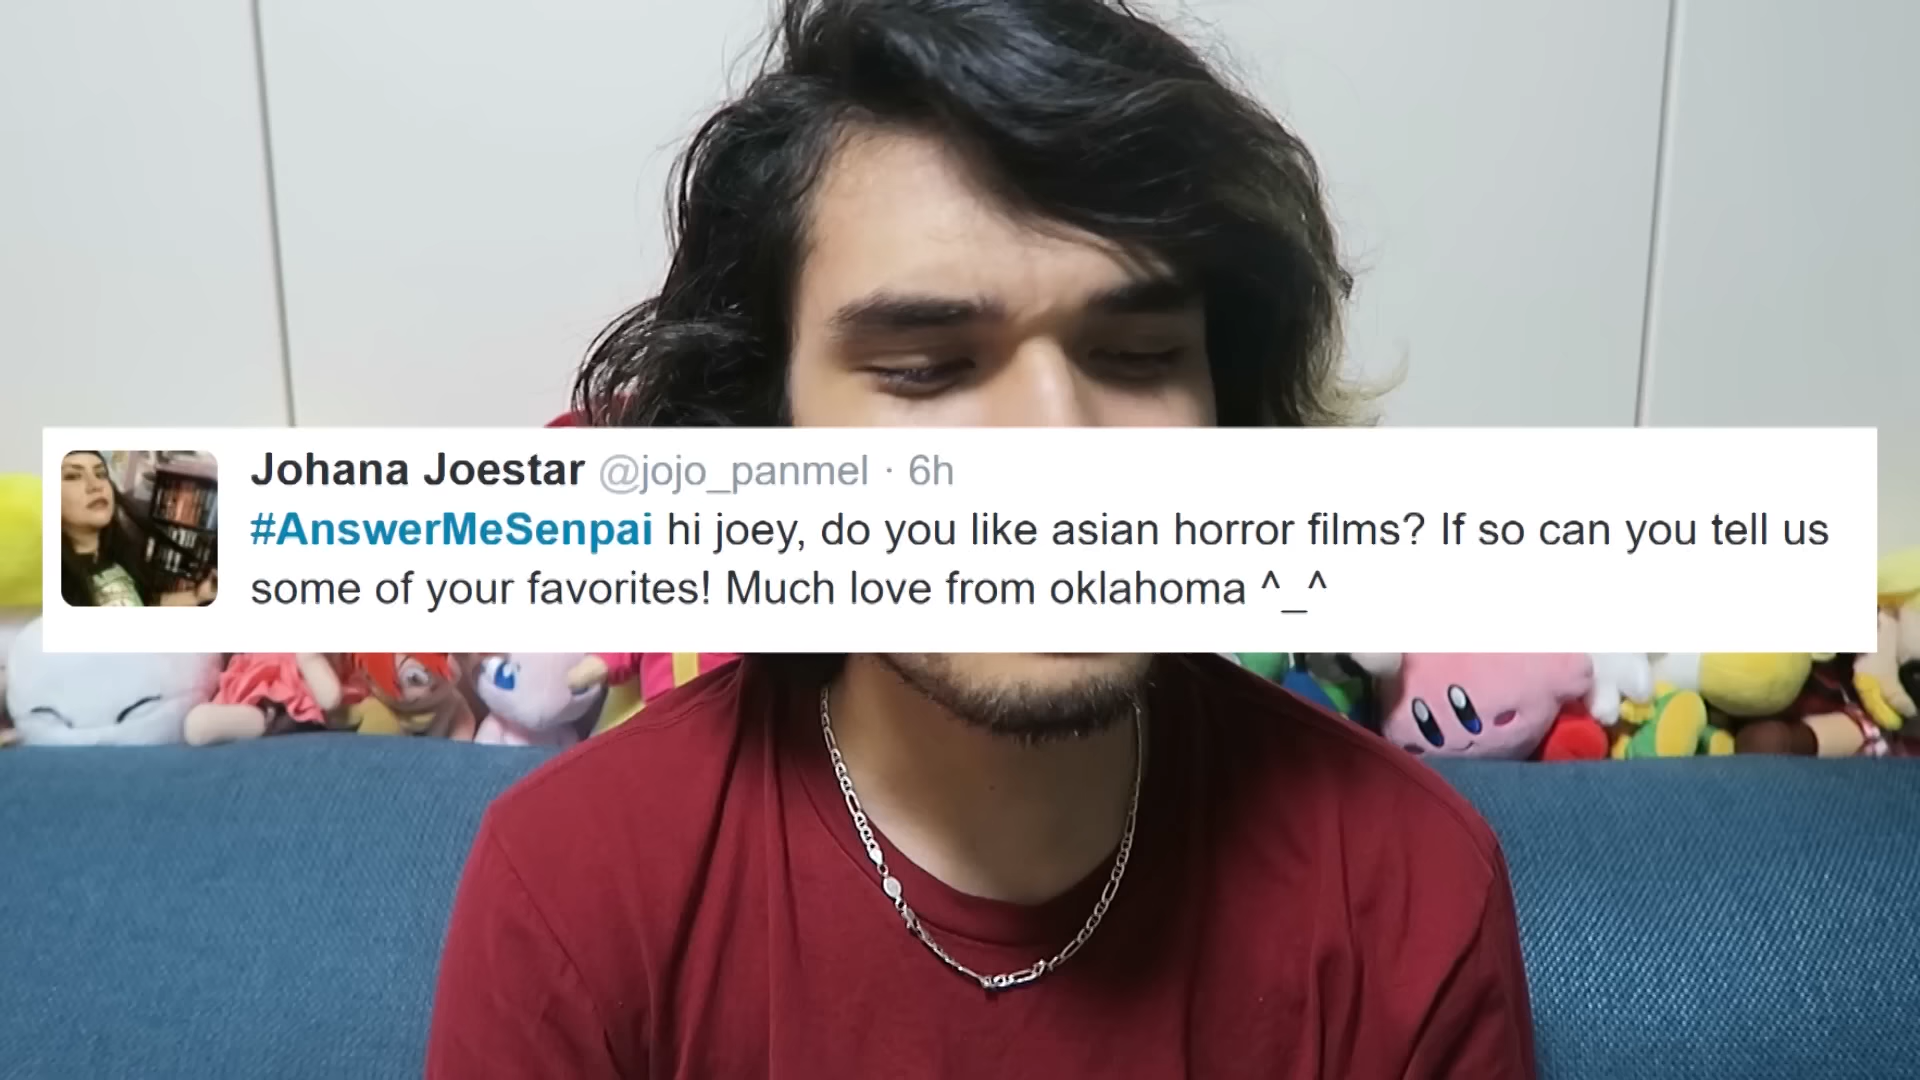 Johana Joestar @jojo_panmel · 6h
#AnswerMeSenpai hi joey, do you like asian horror films? If so can you tell us
some of your favorites! Much love from oklahoma ^_^